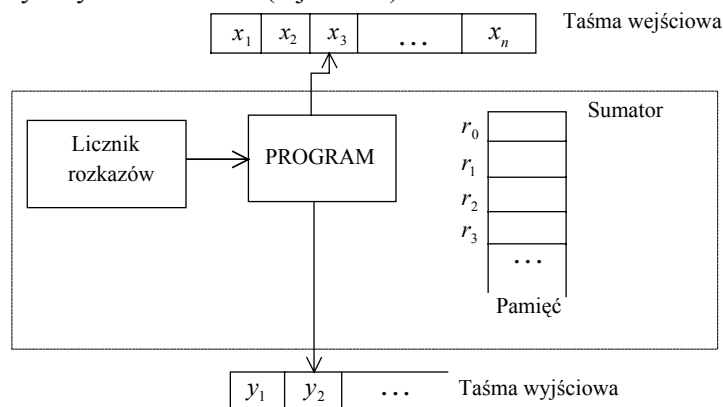 x₁ x₂ x₃ ... xₙ Taśma wejściowa
Sumator
Licznik
rozkazów
PROGRAM
r₀
r₁
r₂
r₃
...
Pamięć
y₁ y₂ ... Taśma wyjściowa